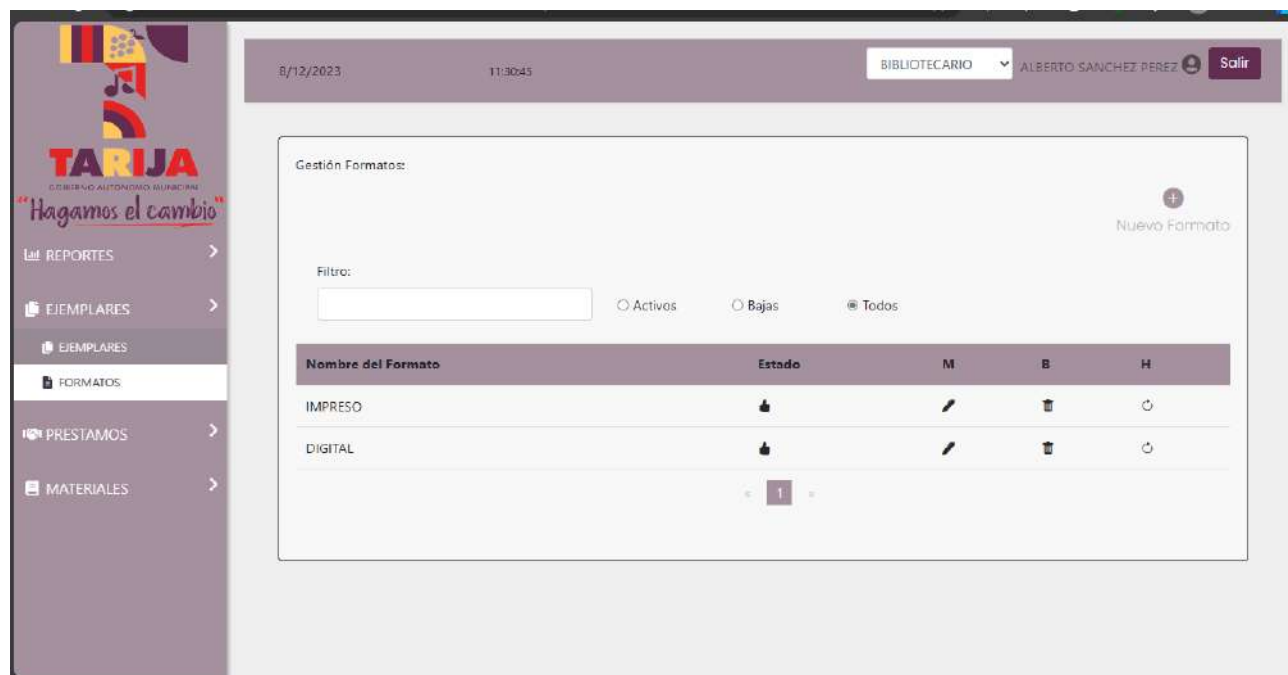 TARIJA
GOBIERNO AUTONOMO MUNICIPAL
"Hagamos el cambio"
REPORTES
EJEMPLARES
EJEMPLARES
FORMATOS
PRESTAMOS
MATERIALES
8/12/2023 11:30:45 BIBLIOTECARIO ALBERTO SANCHEZ PEREZ Salir
Gestión Formatos:
Nuevo Formato
Filtro:
Activos Bajas Todos
Nombre del Formato Estado M B H
IMPRESO
DIGITAL
« 1 »